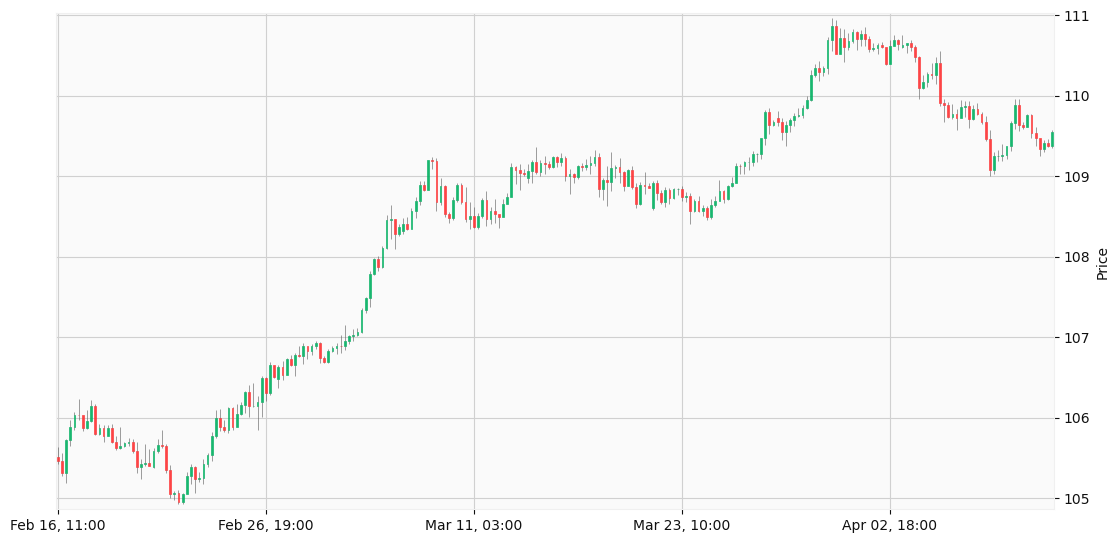 111
110
109
108
107
106
105
Price
Feb 16, 11:00
Feb 26, 19:00
Mar 11, 03:00
Mar 23, 10:00
Apr 02, 18:00